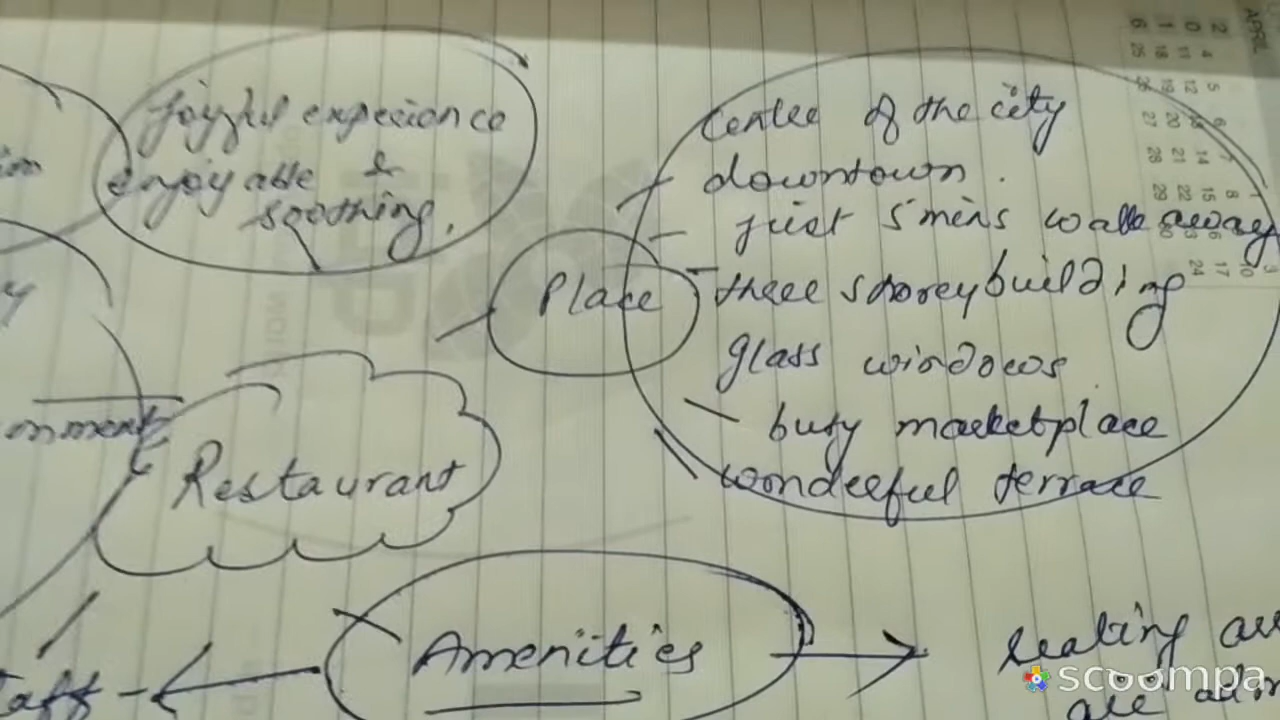 joyful experience
enjoyable &
soothing.
Place
Centre of the city
downtown.
just 5 mins walk away
three storey building
glass windows
busy marketplace
wonderful terrace
Restaurant
Amenities
seating
are
scoompa
APRIL